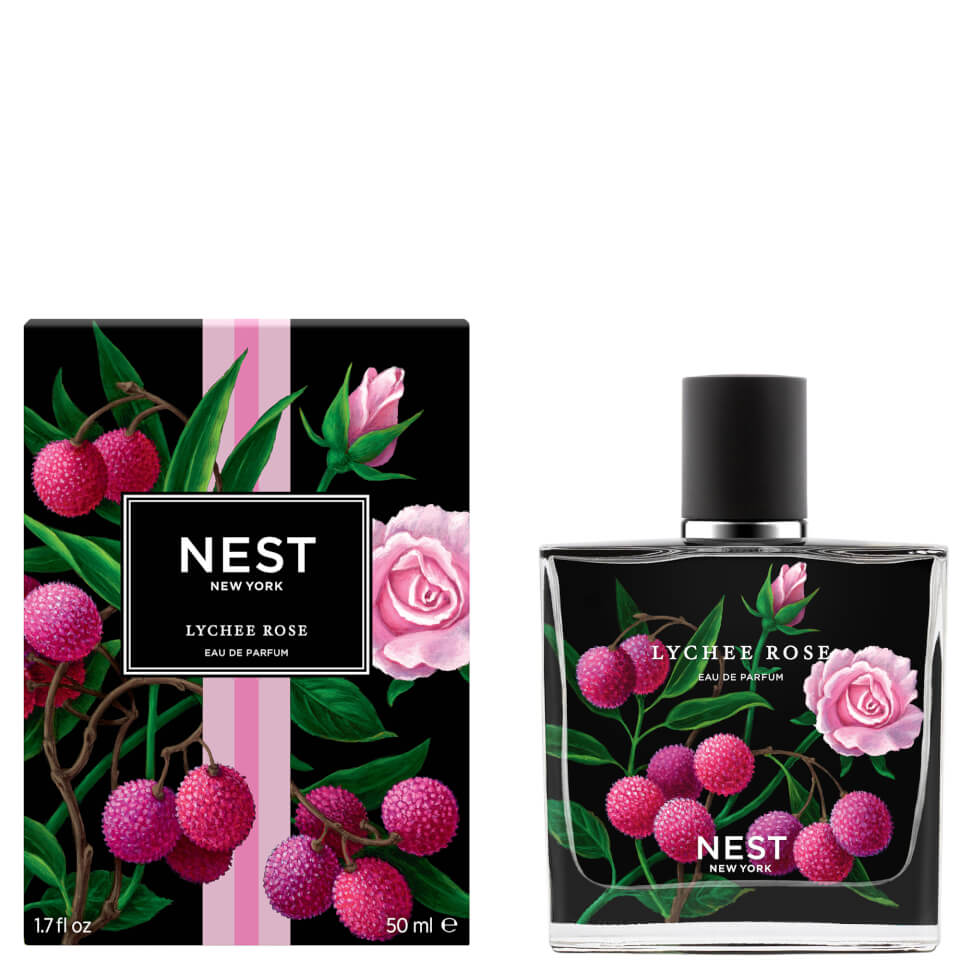 NEST
NEW YORK
LYCHEE ROSE
EAU DE PARFUM
1.7 fl oz
50 ml ℮
LYCHEE ROSE
EAU DE PARFUM
NEST
NEW YORK